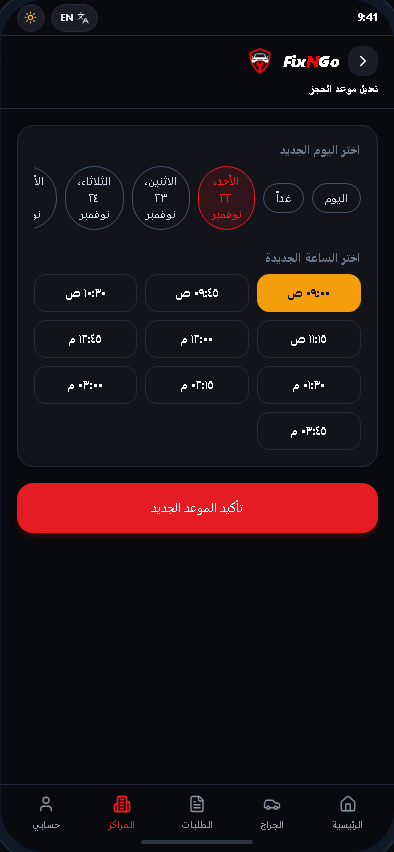 9:41
EN
FixNGo
تعديل موعد الحجز
اختر اليوم الجديد
اليوم
غداً
الأحد، ٢٢ نوفمبر
الاثنين، ٢٣ نوفمبر
الثلاثاء، ٢٤ نوفمبر
اختر الساعة الجديدة
٠٩:٠٠ ص
٠٩:٤٥ ص
١٠:٣٠ ص
١١:١٥ ص
١٢:٠٠ م
١٢:٤٥ م
٠١:٣٠ م
٠٢:١٥ م
٠٣:٠٠ م
٠٣:٤٥ م
تأكيد الموعد الجديد
الرئيسية
الجراج
الطلبات
المراكز
حسابي